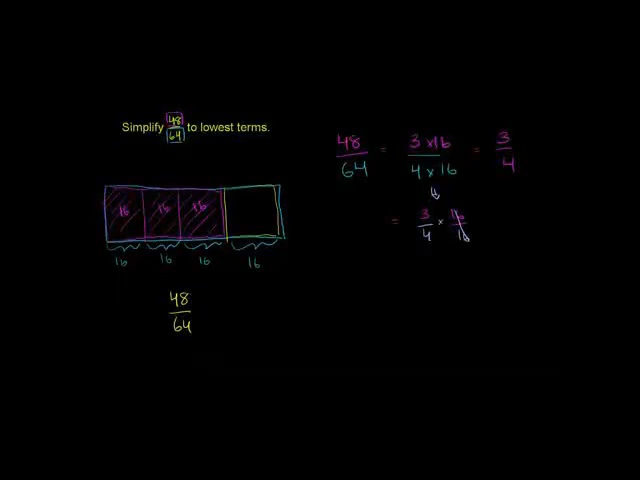 Simplify 48/64 to lowest terms.
48/64 = 3 × 16/4 × 16 = 3/4
= 3/4 × 16/16
16 16 16
16 16 16 16
48/64